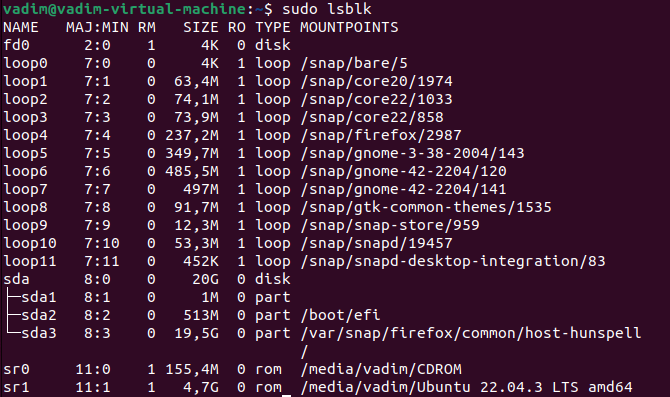 vadim@vadim-virtual-machine:~$ sudo lsblk
NAME   MAJ:MIN RM   SIZE RO TYPE MOUNTPOINTS
fd0      2:0    1     4K  0 disk
loop0    7:0    0     4K  1 loop /snap/bare/5
loop1    7:1    0  63,4M  1 loop /snap/core20/1974
loop2    7:2    0  74,1M  1 loop /snap/core22/1033
loop3    7:3    0  73,9M  1 loop /snap/core22/858
loop4    7:4    0 237,2M  1 loop /snap/firefox/2987
loop5    7:5    0 349,7M  1 loop /snap/gnome-3-38-2004/143
loop6    7:6    0 485,5M  1 loop /snap/gnome-42-2204/120
loop7    7:7    0   497M  1 loop /snap/gnome-42-2204/141
loop8    7:8    0  91,7M  1 loop /snap/gtk-common-themes/1535
loop9    7:9    0  12,3M  1 loop /snap/snap-store/959
loop10   7:10   0  53,3M  1 loop /snap/snapd/19457
loop11   7:11   0   452K  1 loop /snap/snapd-desktop-integration/83
sda      8:0    0    20G  0 disk
├─sda1   8:1    0     1M  0 part
├─sda2   8:2    0   513M  0 part /boot/efi
└─sda3   8:3    0  19,5G  0 part /var/snap/firefox/common/host-hunspell
                                 /
sr0     11:0    1 155,4M  0 rom  /media/vadim/CDROM
sr1     11:1    1   4,7G  0 rom  /media/vadim/Ubuntu 22.04.3 LTS amd64